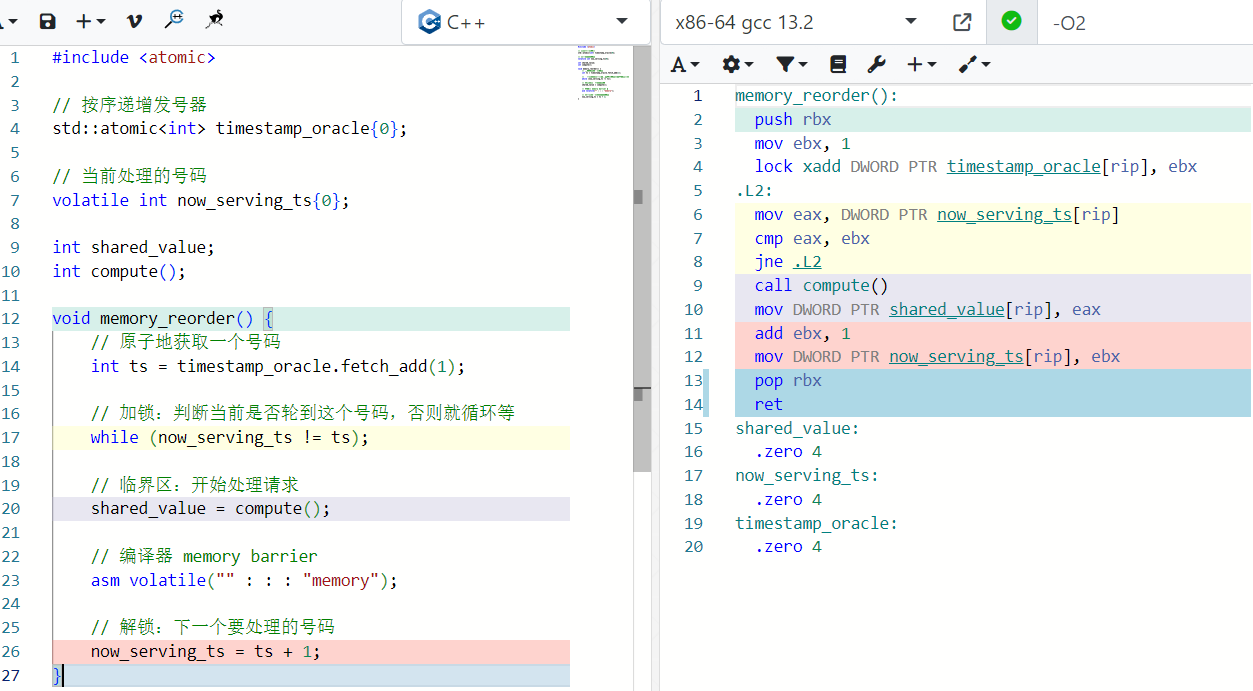 C++
x86-64 gcc 13.2
-O2
A
1 #include <atomic>
2
3 // 按序递增发号器
4 std::atomic<int> timestamp_oracle{0};
5
6 // 当前处理的号码
7 volatile int now_serving_ts{0};
8
9 int shared_value;
10 int compute();
11
12 void memory_reorder() {
13 // 原子地获取一个号码
14 int ts = timestamp_oracle.fetch_add(1);
15
16 // 加锁：判断当前是否轮到这个号码，否则就循环等
17 while (now_serving_ts != ts);
18
19 // 临界区：开始处理请求
20 shared_value = compute();
21
22 // 编译器 memory barrier
23 asm volatile("" : : : "memory");
24
25 // 解锁：下一个要处理的号码
26 now_serving_ts = ts + 1;
27 }
1 memory_reorder():
2 push rbx
3 mov ebx, 1
4 lock xadd DWORD PTR timestamp_oracle[rip], ebx
5 .L2:
6 mov eax, DWORD PTR now_serving_ts[rip]
7 cmp eax, ebx
8 jne .L2
9 call compute()
10 mov DWORD PTR shared_value[rip], eax
11 add ebx, 1
12 mov DWORD PTR now_serving_ts[rip], ebx
13 pop rbx
14 ret
15 shared_value:
16 .zero 4
17 now_serving_ts:
18 .zero 4
19 timestamp_oracle:
20 .zero 4